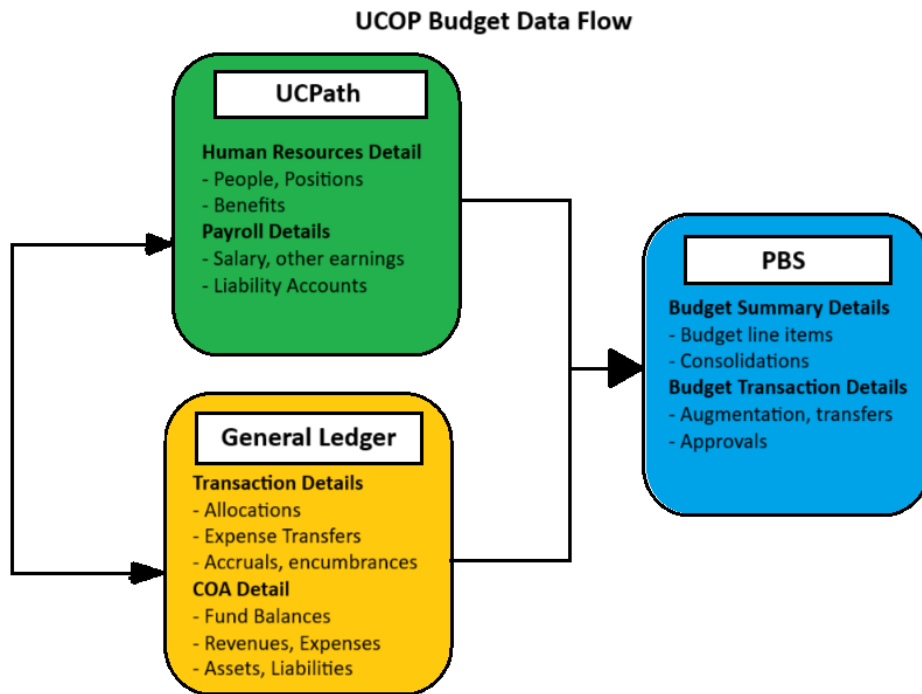 UCOP Budget Data Flow
UCPath
Human Resources Detail
- People, Positions
- Benefits
Payroll Details
- Salary, other earnings
- Liability Accounts
General Ledger
Transaction Details
- Allocations
- Expense Transfers
- Accruals, encumbrances
COA Detail
- Fund Balances
- Revenues, Expenses
- Assets, Liabilities
PBS
Budget Summary Details
- Budget line items
- Consolidations
Budget Transaction Details
- Augmentation, transfers
- Approvals